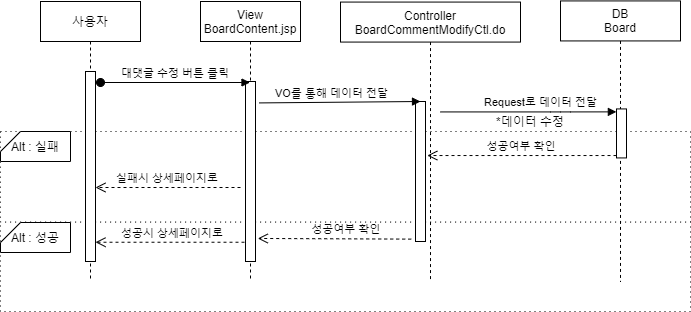 사용자
View
BoardContent.jsp
Controller
BoardCommentModifyCtl.do
DB
Board
대댓글 수정 버튼 클릭
VO를 통해 데이터 전달
Request로 데이터 전달
*데이터 수정
Alt : 실패
성공여부 확인
실패시 상세페이지로
Alt : 성공
성공시 상세페이지로
성공여부 확인